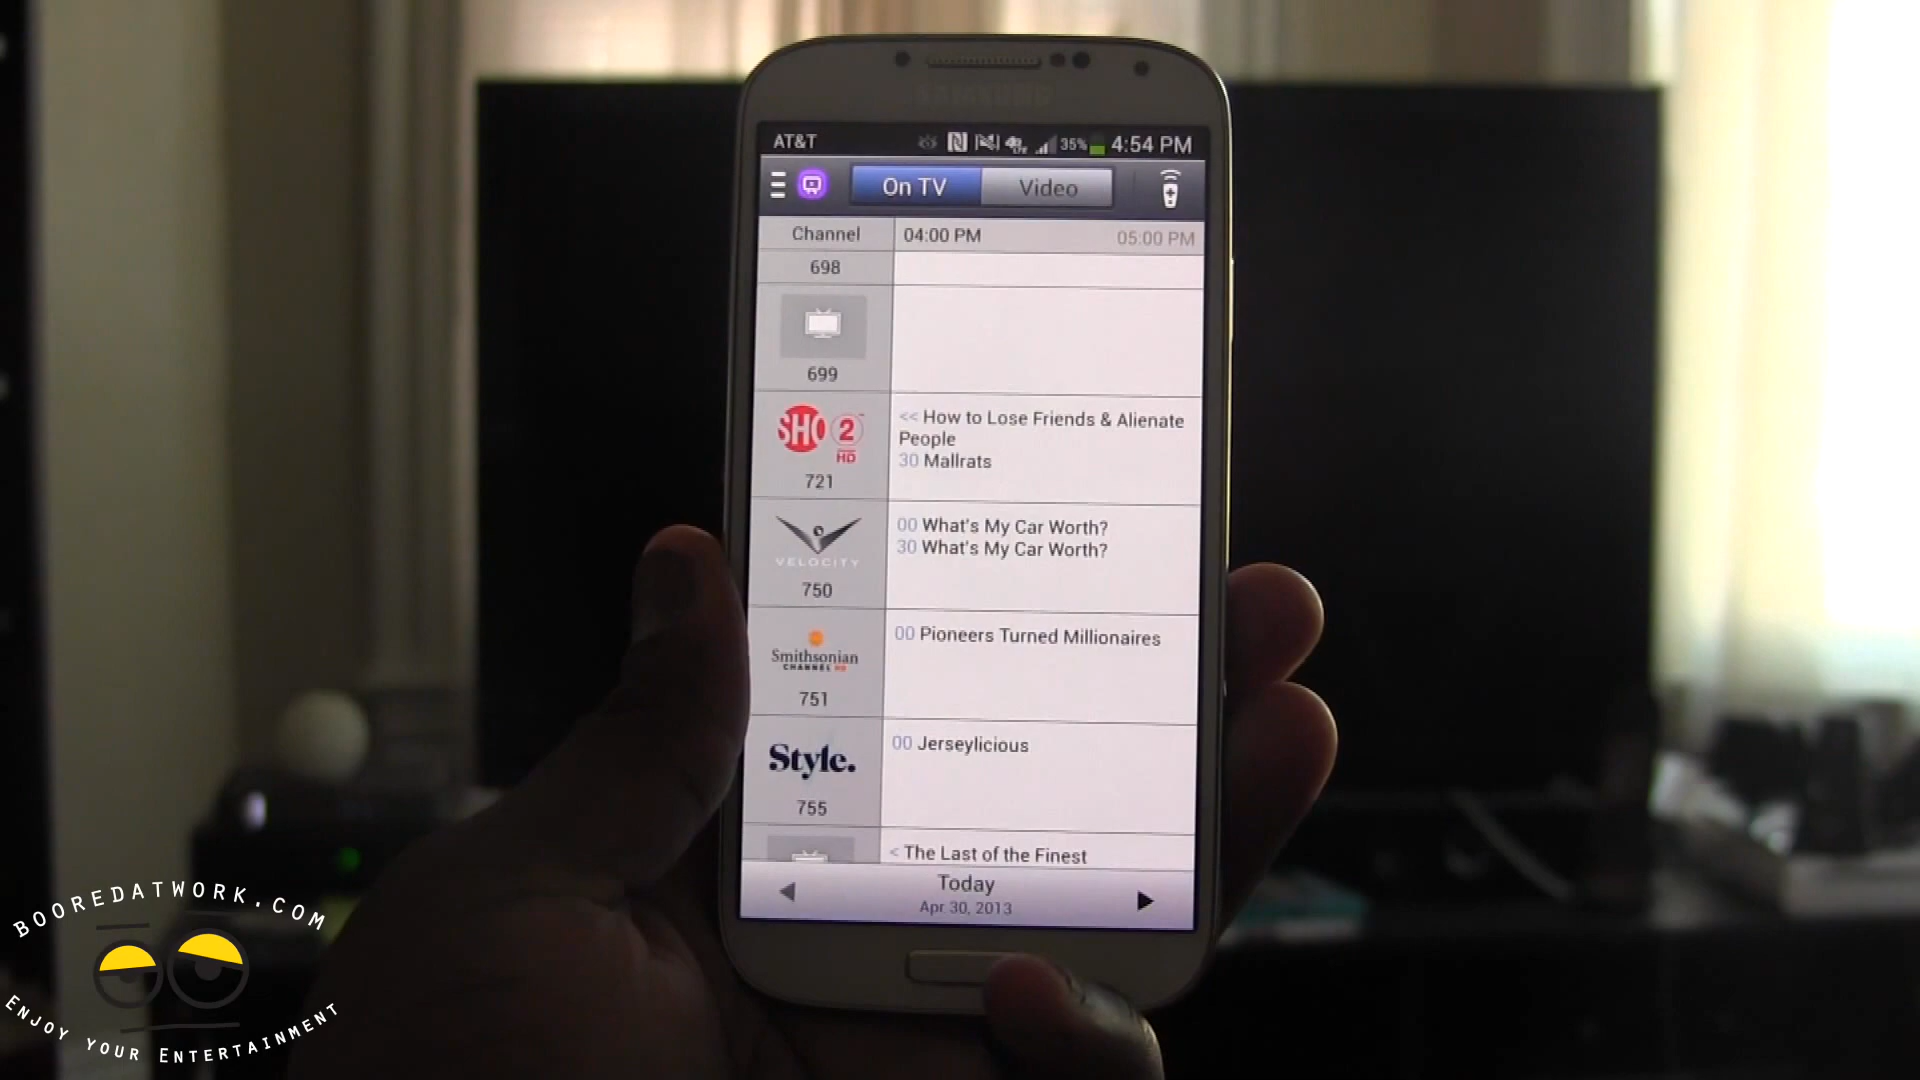 SAMSUNG
AT&T 35% 4:54 PM
On TV Video
Channel 04:00 PM 05:00 PM
698
699
SHO 2
HD
721
<< How to Lose Friends & Alienate
People
30 Mallrats
VELOCITY
750
00 What's My Car Worth?
30 What's My Car Worth?
Smithsonian
CHANNEL HD
751
00 Pioneers Turned Millionaires
Style.
755
00 Jerseylicious
< The Last of the Finest
Today
Apr 30, 2013
BOOREDATWORK.COM
ENJOY YOUR ENTERTAINMENT